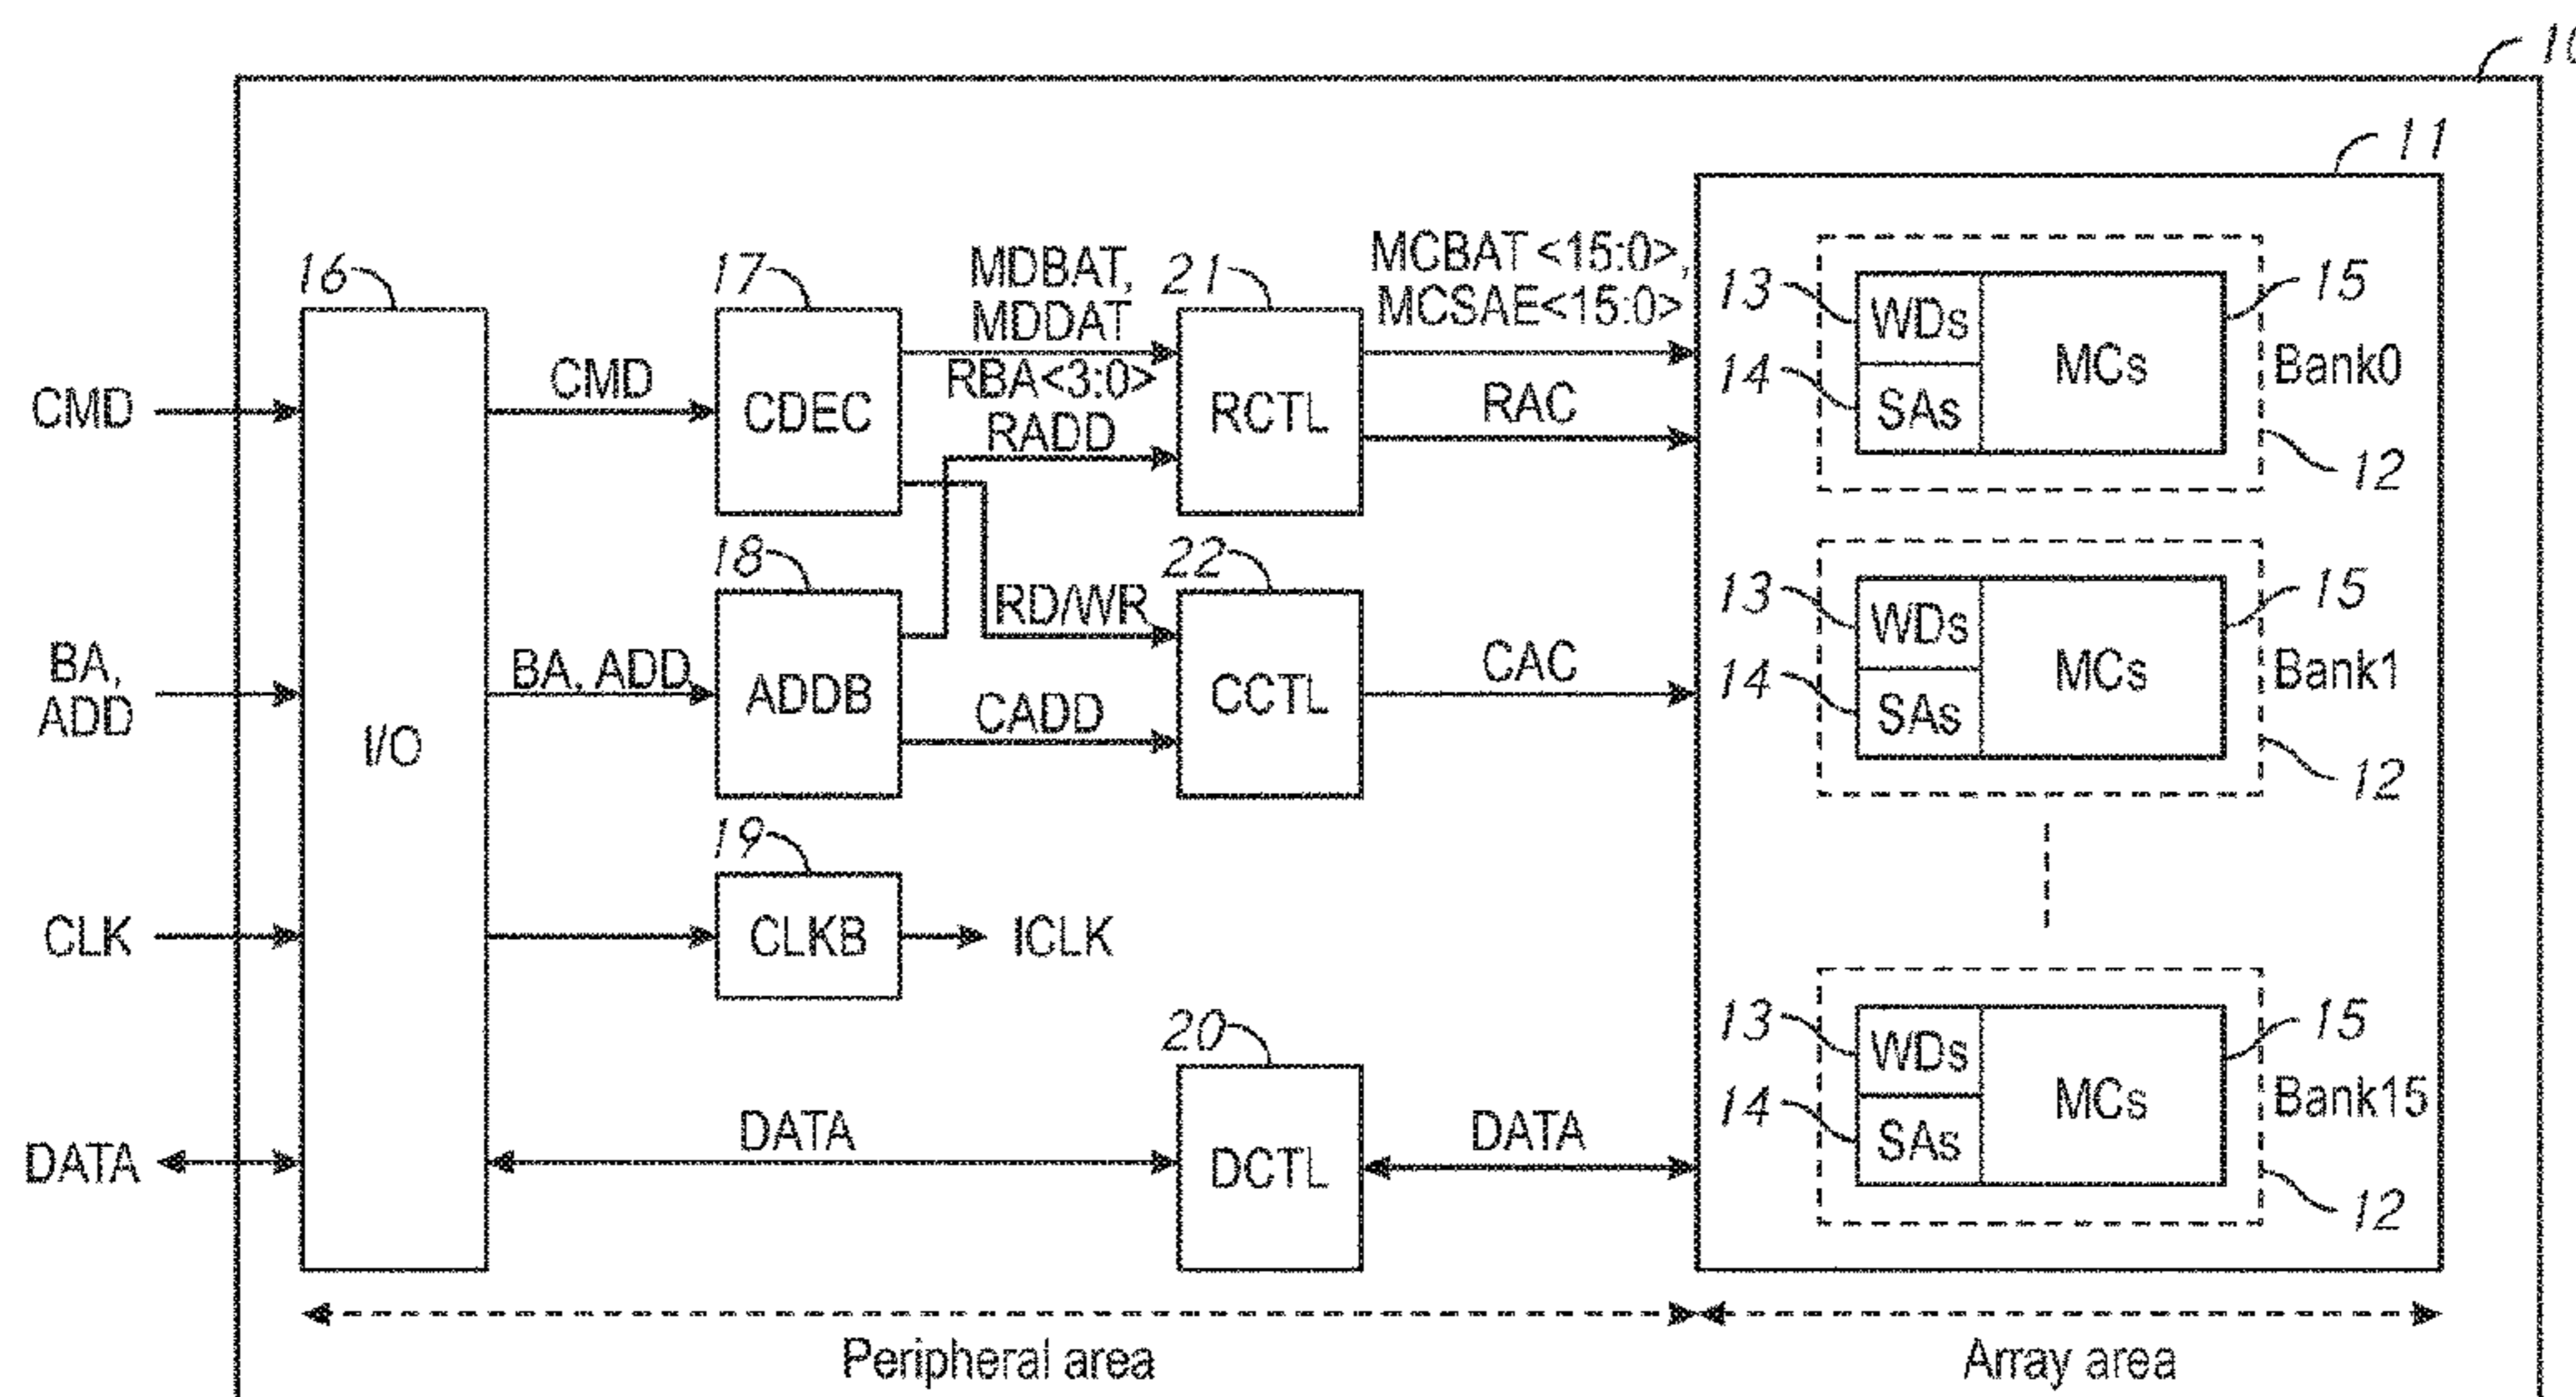 10
11
16
17
MDBAT,
MDDAT
RBA<3:0>
RADD
21
MCBAT <15:0>,
MCSAE<15:0>
RAC
13
WDs
14
SAs
MCs
15
Bank0
12
CMD
CMD
CDEC
RCTL
18
22
RD/WR
13
WDs
14
SAs
MCs
15
Bank1
12
BA,
ADD
I/O
BA, ADD
ADDB
CADD
CCTL
CAC
19
CLK
CLKB
ICLK
20
13
WDs
14
SAs
MCs
15
Bank15
12
DATA
DATA
DCTL
DATA
Peripheral area
Array area